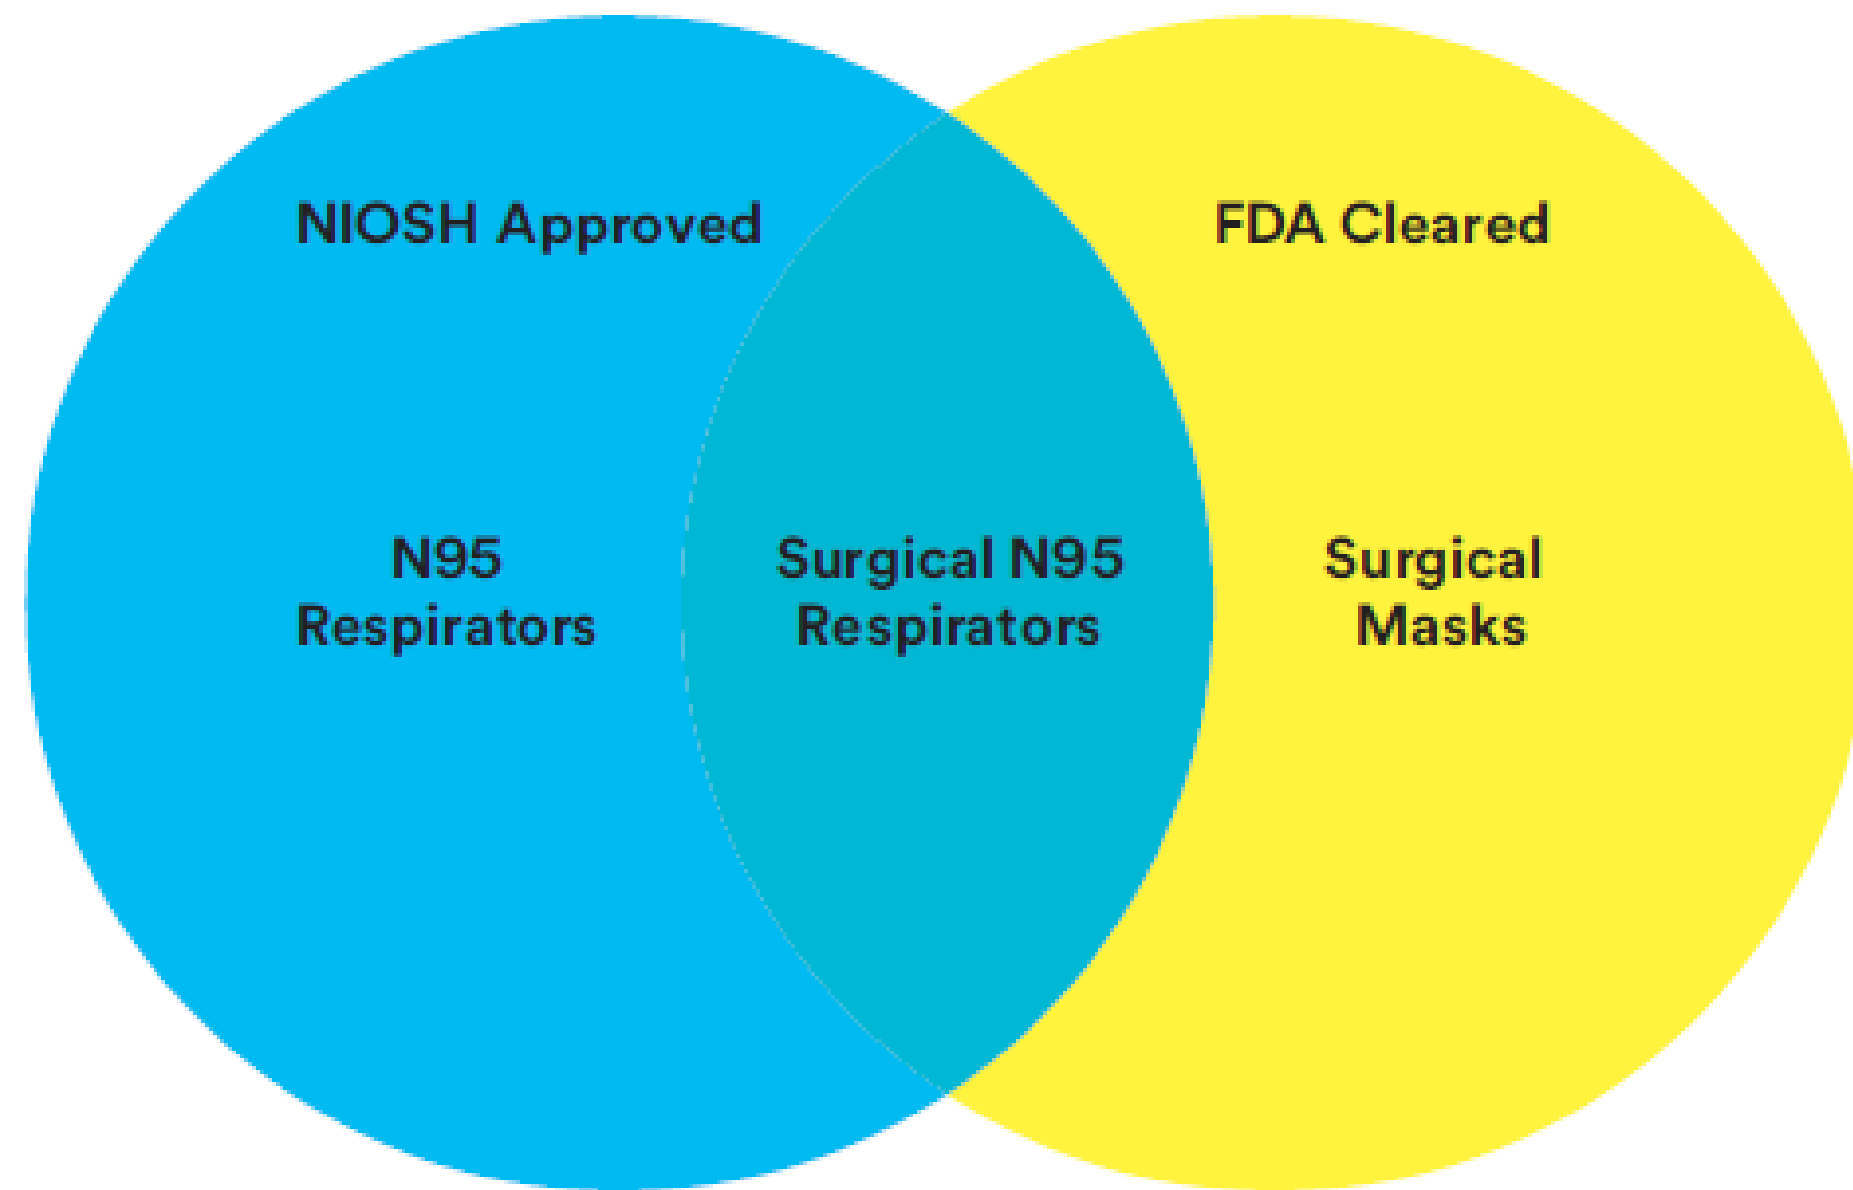 NIOSH Approved
FDA Cleared
N95
Respirators
Surgical N95
Respirators
Surgical
Masks